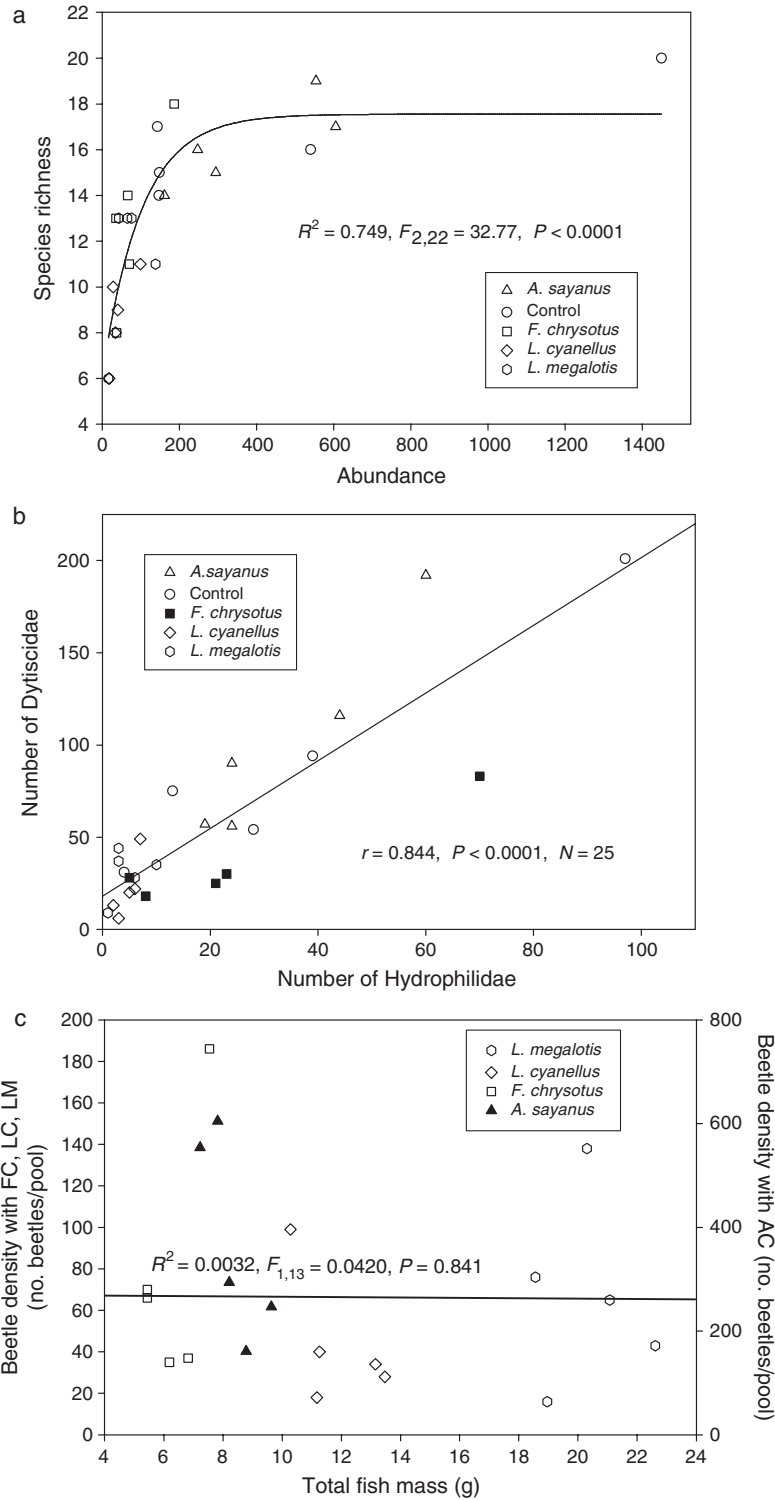 a
22
20
18
16
14
12
10
8
6
4
Species richness
R² = 0.749, F2,22 = 32.77, P < 0.0001
A. sayanus
Control
F. chrysotus
L. cyanellus
L. megalotis
0 200 400 600 800 1000 1200 1400
Abundance
b
200
150
100
50
0
Number of Dytiscidae
A.sayanus
Control
F. chrysotus
L. cyanellus
L. megalotis
r = 0.844, P < 0.0001, N = 25
0 20 40 60 80 100
Number of Hydrophilidae
c
200
180
160
140
120
100
80
60
40
20
0
Beetle density with FC, LC, LM
(no. beetles/pool)
L. megalotis
L. cyanellus
F. chrysotus
A. sayanus
R² = 0.0032, F1,13 = 0.0420, P = 0.841
800
600
400
200
0
Beetle density with AC
(no. beetles/pool)
4 6 8 10 12 14 16 18 20 22 24
Total fish mass (g)